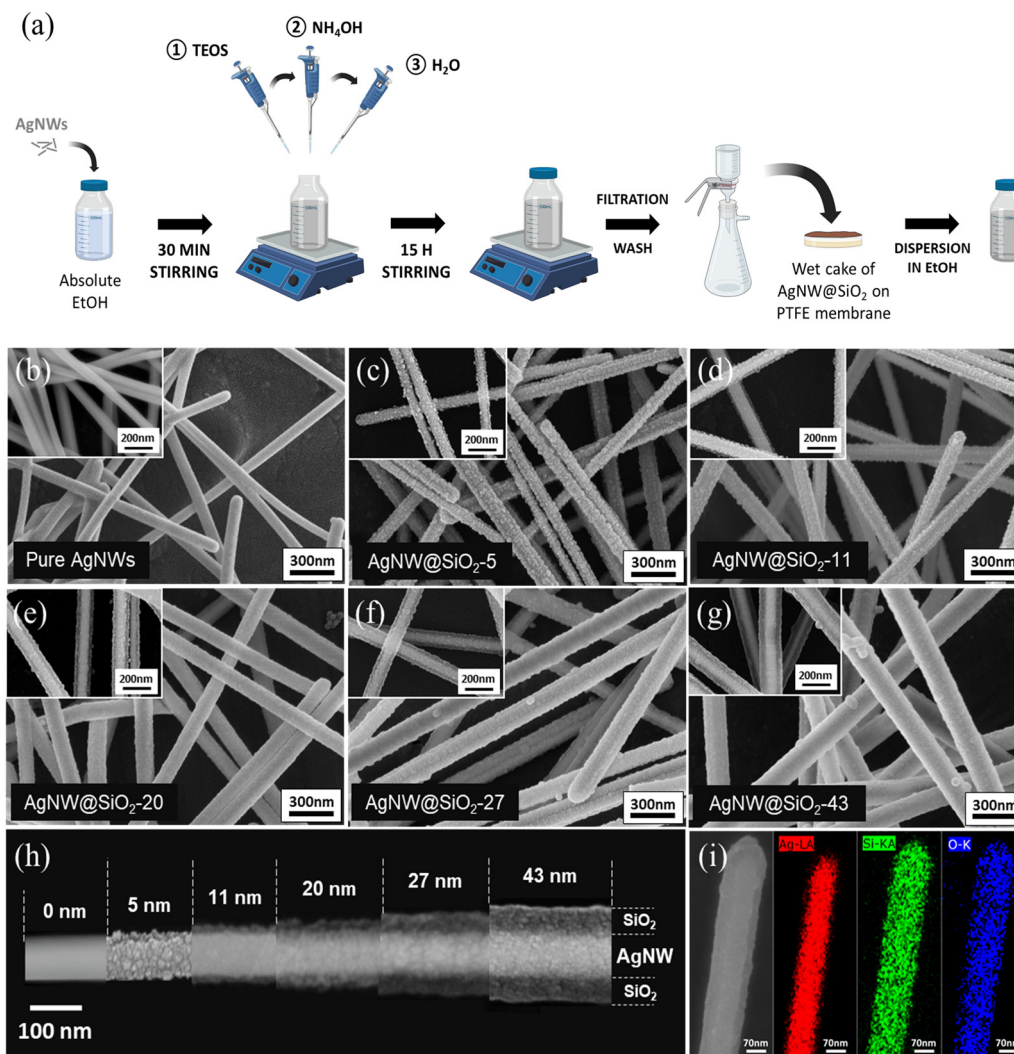 (a)
① TEOS
② NH₄OH
③ H₂O
AgNWs
Absolute
EtOH
30 MIN
STIRRING
15 H
STIRRING
FILTRATION
WASH
Wet cake of
AgNW@SiO₂ on
PTFE membrane
DISPERSION
IN EtOH
(b)
200nm
Pure AgNWs
300nm
(c)
200nm
AgNW@SiO₂-5
300nm
(d)
200nm
AgNW@SiO₂-11
300nm
(e)
200nm
AgNW@SiO₂-20
300nm
(f)
200nm
AgNW@SiO₂-27
300nm
(g)
200nm
AgNW@SiO₂-43
300nm
(h)
0 nm
5 nm
11 nm
20 nm
27 nm
43 nm
SiO₂
AgNW
SiO₂
100 nm
(i)
Ag-LA
Si-KA
O-K
70nm
70nm
70nm
70nm